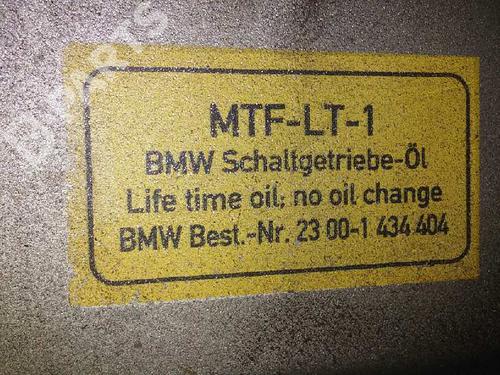 MTF-LT-1
BMW Schaltgetriebe-Öl
Life time oil; no oil change
BMW Best.-Nr. 23 00-1 434 404